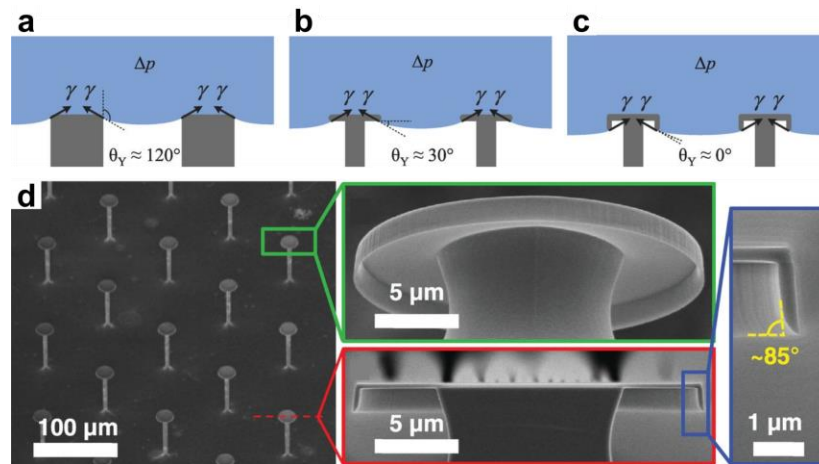 a
b
c
Δp
Δp
Δp
γ γ
γ γ
γ γ
γ γ
γ γ
γ γ
θY ≈ 120°
θY ≈ 30°
θY ≈ 0°
d
100 μm
5 μm
5 μm
~85°
1 μm